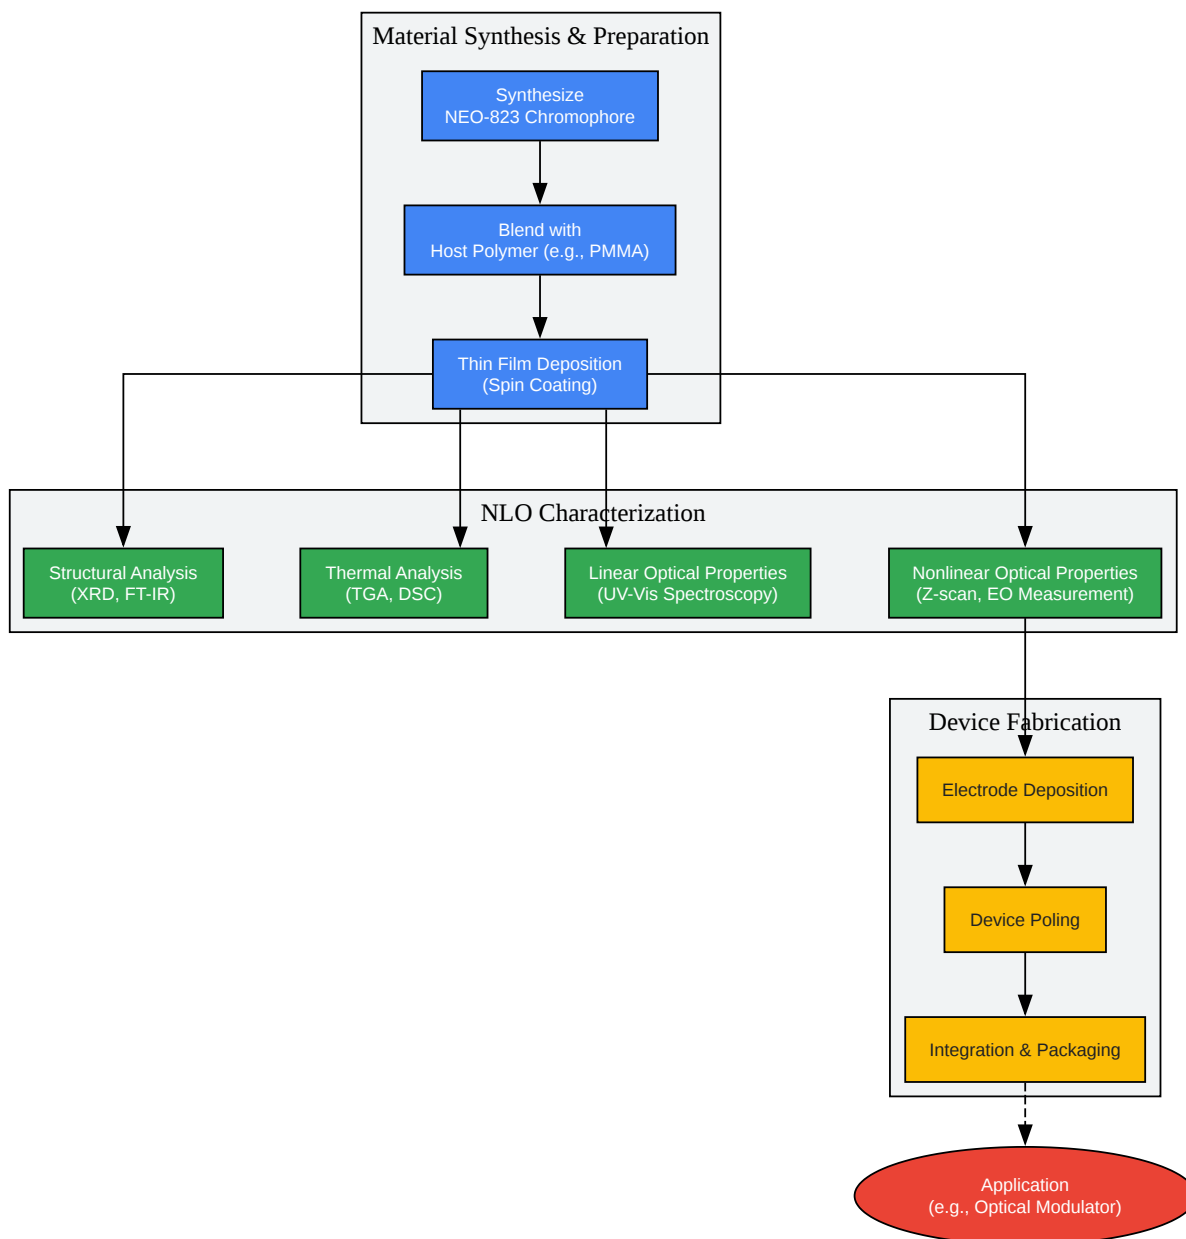 Material Synthesis & Preparation
Synthesize
NEO-823 Chromophore
Blend with
Host Polymer (e.g., PMMA)
Thin Film Deposition
(Spin Coating)
NLO Characterization
Structural Analysis
(XRD, FT-IR)
Thermal Analysis
(TGA, DSC)
Linear Optical Properties
(UV-Vis Spectroscopy)
Nonlinear Optical Properties
(Z-scan, EO Measurement)
Device Fabrication
Electrode Deposition
Device Poling
Integration & Packaging
Application
(e.g., Optical Modulator)